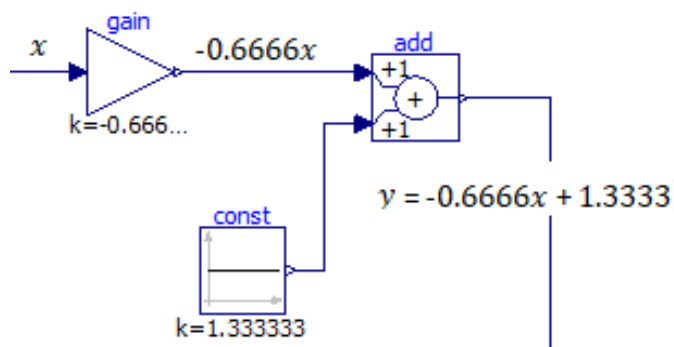 gain
x
-0.6666x
k=-0.666...
add
+1
+
+1
y = -0.6666x + 1.3333
const
k=1.333333